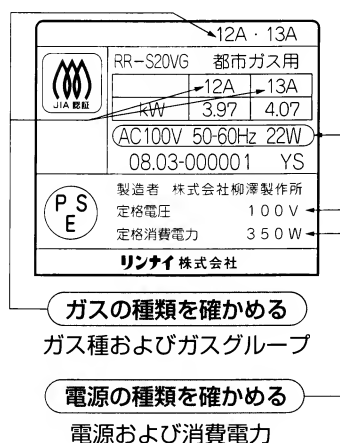 12A・13A
RR-S20VG 都市ガス用
12A 13A
kW 3.97 4.07
JIA 認証
AC100V 50-60Hz 22W
08.03-000001 YS
PSE
製造者 株式会社柳澤製作所
定格電圧 100V
定格消費電力 350W
リンナイ株式会社
ガスの種類を確かめる
ガス種およびガスグループ
電源の種類を確かめる
電源および消費電力